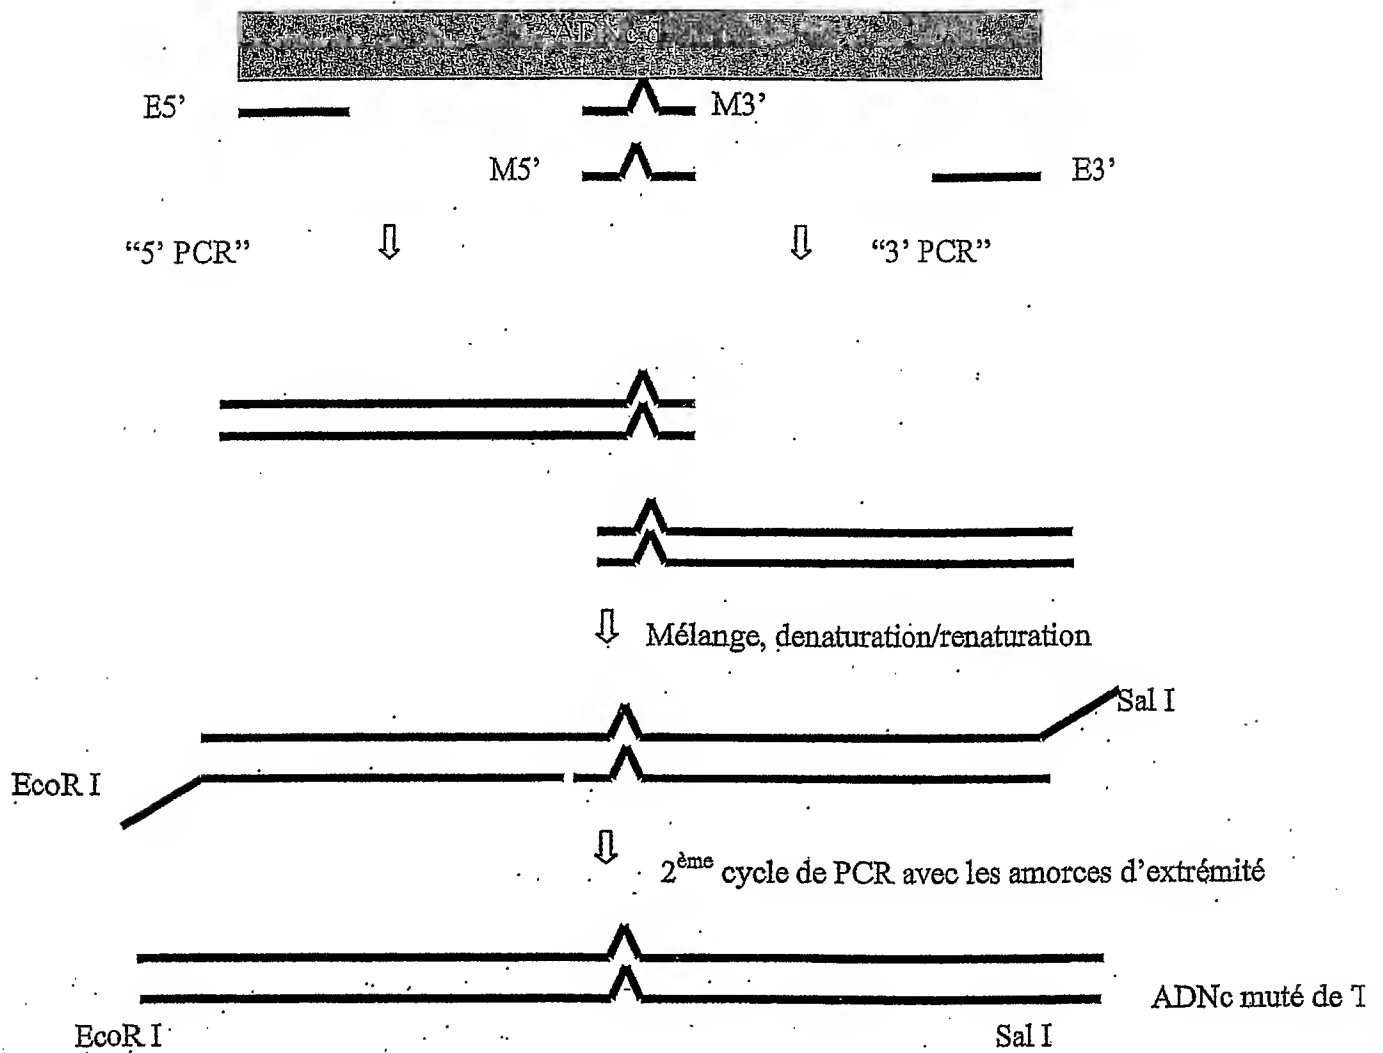 ADNc d
E5’
M3’
M5’
E3’
“5’ PCR”
“3’ PCR”
Mélange, denaturation/renaturation
Sal I
EcoR I
2ème cycle de PCR avec les amorces d’extrémité
ADNc muté de T
EcoR I
Sal I